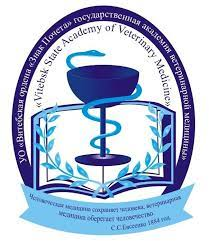 УО «Витебская ордена «Знак Почета» государственная академия ветеринарной медицины»
«Vitebsk State Academy of Veterinary Medicine»
Человеческая медицина сохраняет человека, ветеринарная
медицина оберегает человечество.
С.С.Евсеенко 1884 год.